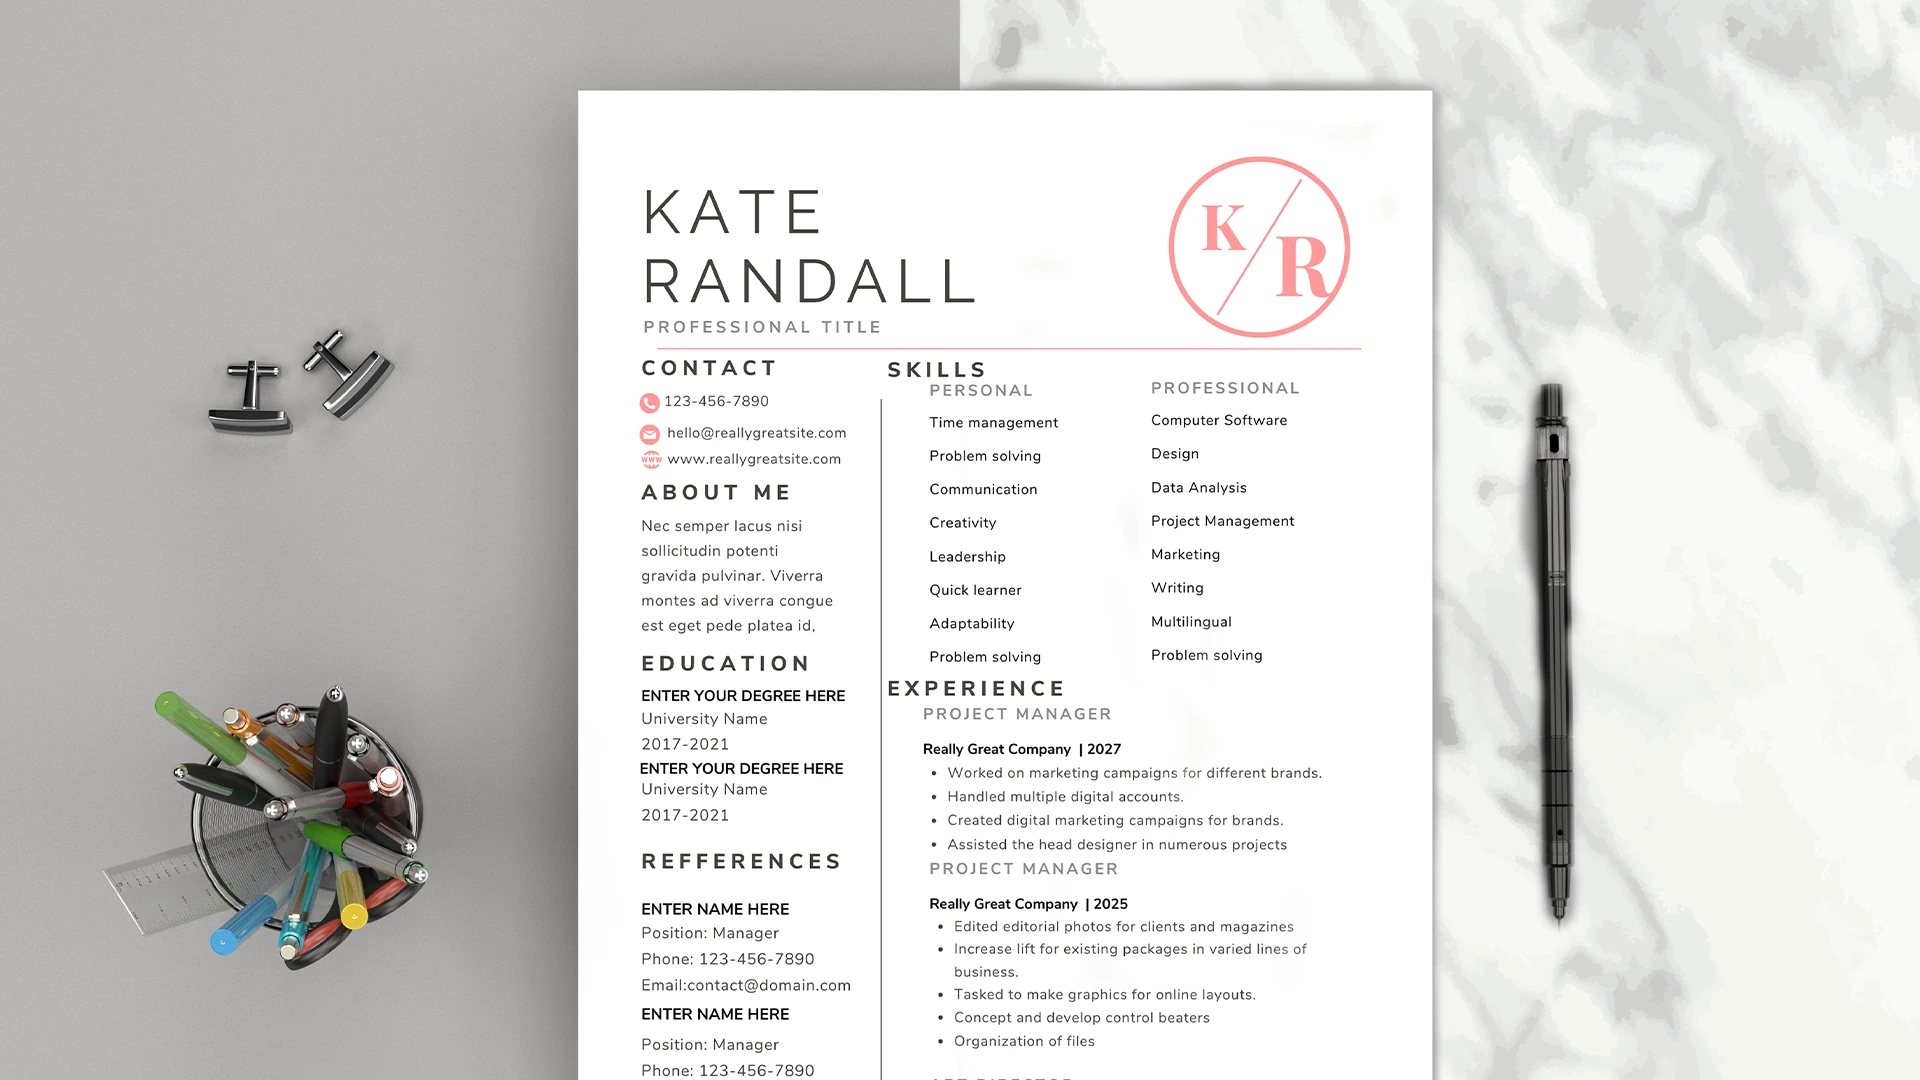 KATE
RANDALL
PROFESSIONAL TITLE
K
R
CONTACT
123-456-7890
hello@reallygreatsite.com
www
www.reallygreatsite.com
ABOUT ME
Nec semper lacus nisi
sollicitudin potenti
gravida pulvinar. Viverra
montes ad viverra congue
est eget pede platea id,
EDUCATION
ENTER YOUR DEGREE HERE
University Name
2017-2021
ENTER YOUR DEGREE HERE
University Name
2017-2021
REFFERENCES
ENTER NAME HERE
Position: Manager
Phone: 123-456-7890
Email:contact@domain.com
ENTER NAME HERE
Position: Manager
Phone: 123-456-7890
SKILLS
PERSONAL
Time management
Problem solving
Communication
Creativity
Leadership
Quick learner
Adaptability
Problem solving
PROFESSIONAL
Computer Software
Design
Data Analysis
Project Management
Marketing
Writing
Multilingual
Problem solving
EXPERIENCE
PROJECT MANAGER
Really Great Company | 2027
• Worked on marketing campaigns for different brands.
• Handled multiple digital accounts.
• Created digital marketing campaigns for brands.
• Assisted the head designer in numerous projects
PROJECT MANAGER
Really Great Company | 2025
• Edited editorial photos for clients and magazines
• Increase lift for existing packages in varied lines of
business.
• Tasked to make graphics for online layouts.
• Concept and develop control beaters
• Organization of files